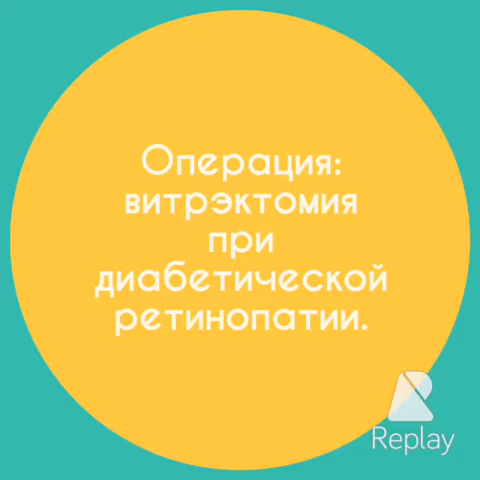 Операция:
витрэктомия
при
диабетической
ретинопатии.
Replay